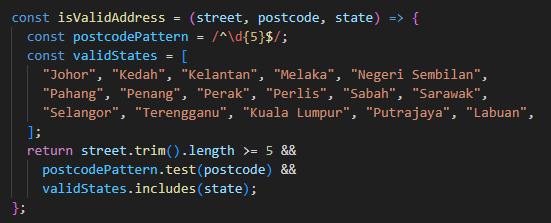 const isValidAddress = (street, postcode, state) => {
  const postcodePattern = /^\d{5}$/;
  const validStates = [
    "Johor", "Kedah", "Kelantan", "Melaka", "Negeri Sembilan",
    "Pahang", "Penang", "Perak", "Perlis", "Sabah", "Sarawak",
    "Selangor", "Terengganu", "Kuala Lumpur", "Putrajaya", "Labuan",
  ];
  return street.trim().length >= 5 &&
    postcodePattern.test(postcode) &&
    validStates.includes(state);
};